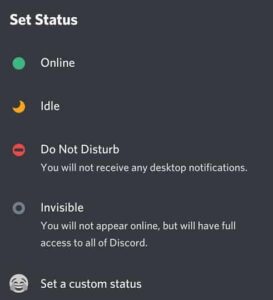 Set Status
Online
Idle
Do Not Disturb
You will not receive any desktop notifications.
Invisible
You will not appear online, but will have full
access to all of Discord.
Set a custom status